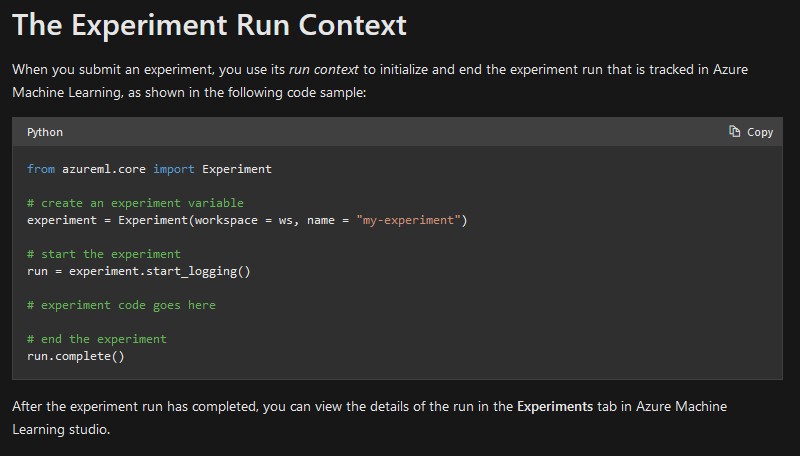 The Experiment Run Context
When you submit an experiment, you use its run context to initialize and end the experiment run that is tracked in Azure
Machine Learning, as shown in the following code sample:
Python
Copy
from azureml.core import Experiment
# create an experiment variable
experiment = Experiment(workspace = ws, name = "my-experiment")
# start the experiment
run = experiment.start_logging()
# experiment code goes here
# end the experiment
run.complete()
After the experiment run has completed, you can view the details of the run in the Experiments tab in Azure Machine
Learning studio.